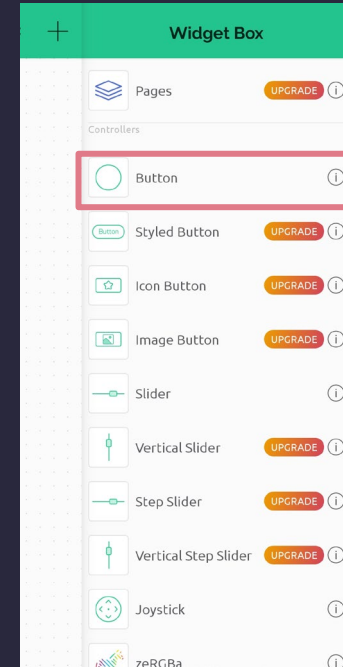 Widget Box
Pages UPGRADE
Controllers
Button
Button Styled Button UPGRADE
Icon Button UPGRADE
Image Button UPGRADE
Slider
Vertical Slider UPGRADE
Step Slider UPGRADE
Vertical Step Slider UPGRADE
Joystick
zeRGBa